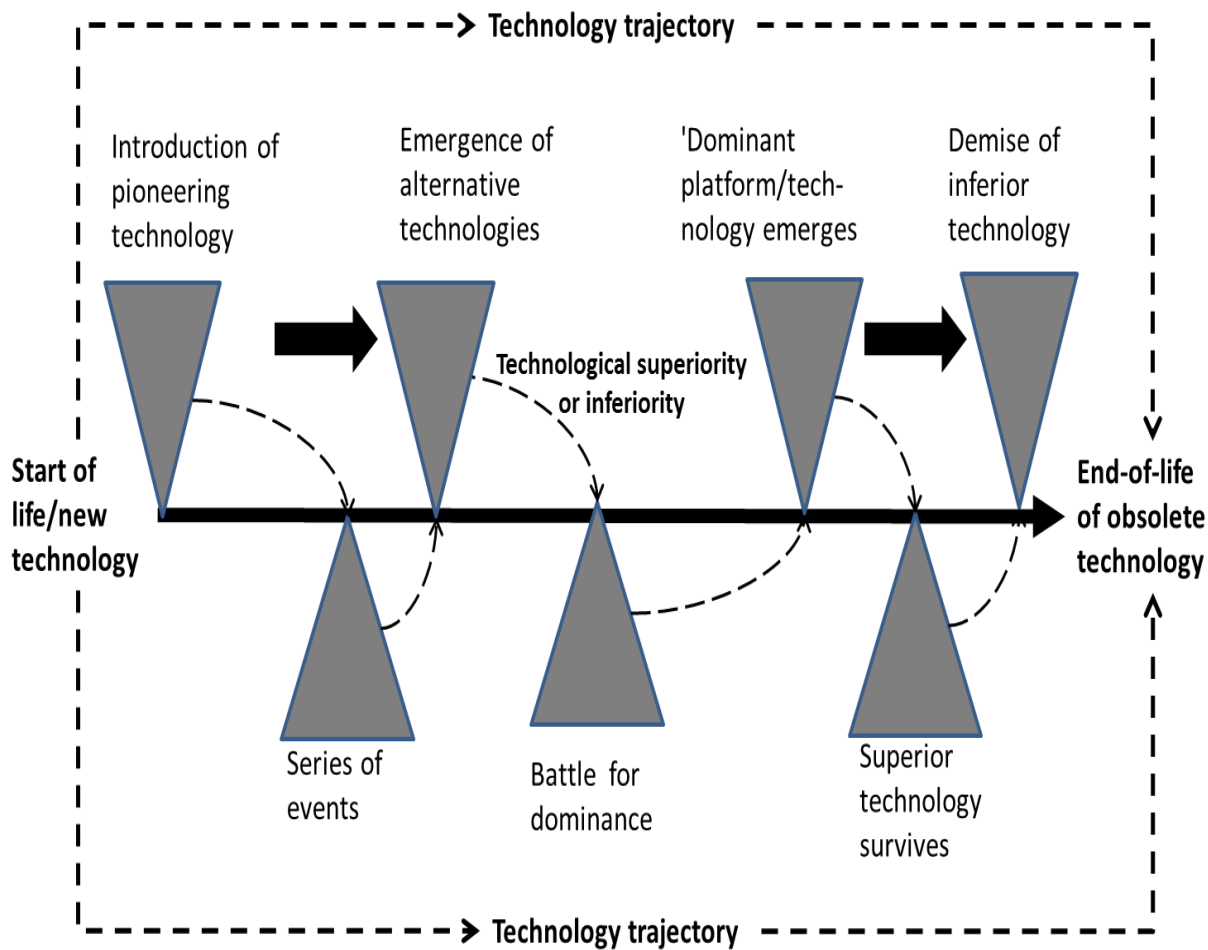 Technology trajectory
Introduction of
pioneering
technology
Emergence of
alternative
technologies
'Dominant
platform/tech-
nology emerges
Demise of
inferior
technology
Technological superiority
or inferiority
Start of
life/new
technology
End-of-life
of obsolete
technology
Series of
events
Battle for
dominance
Superior
technology
survives
Technology trajectory